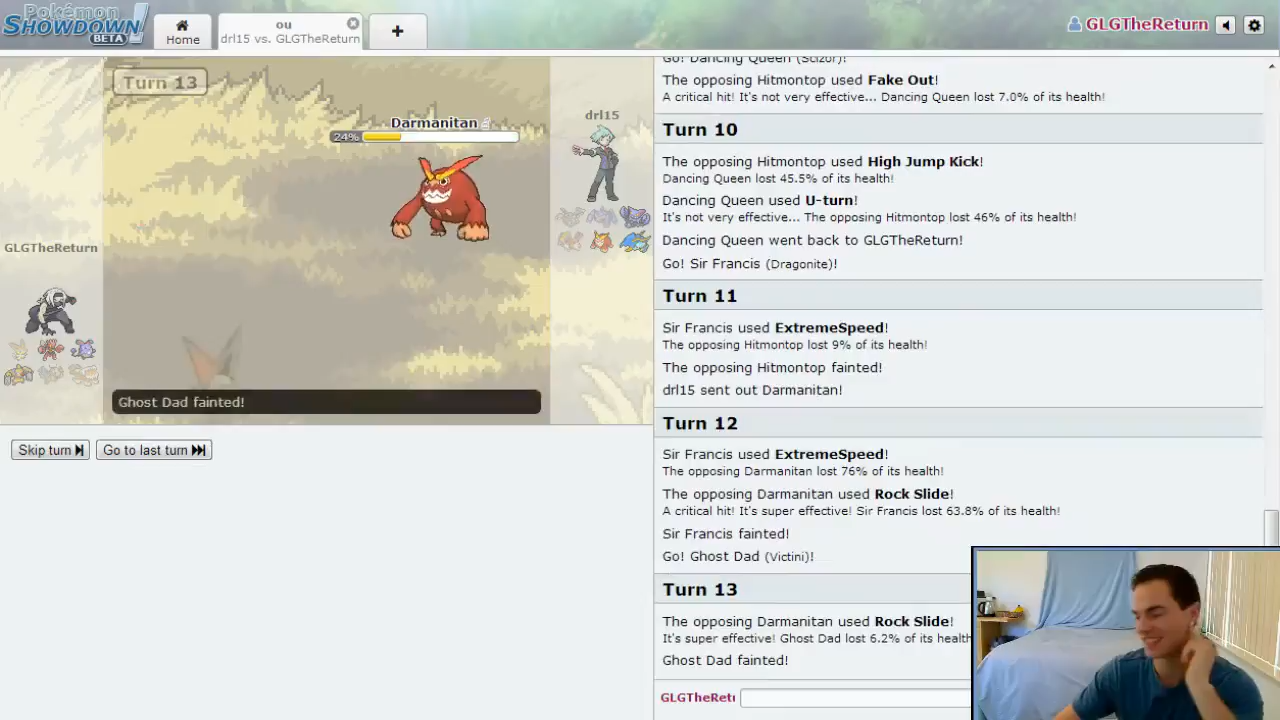 Pokémon
SHOWDOWN!
BETA
Home
ou
drl15 vs. GLGTheReturn
+
GLGTheReturn
Turn 13
Darmanitan
24%
drl15
GLGTheReturn
Ghost Dad fainted!
Skip turn
Go to last turn
Go! Dancing Queen (Scizor)!
The opposing Hitmontop used Fake Out!
A critical hit! It's not very effective... Dancing Queen lost 7.0% of its health!
Turn 10
The opposing Hitmontop used High Jump Kick!
Dancing Queen lost 45.5% of its health!
Dancing Queen used U-turn!
It's not very effective... The opposing Hitmontop lost 46% of its health!
Dancing Queen went back to GLGTheReturn!
Go! Sir Francis (Dragonite)!
Turn 11
Sir Francis used ExtremeSpeed!
The opposing Hitmontop lost 9% of its health!
The opposing Hitmontop fainted!
drl15 sent out Darmanitan!
Turn 12
Sir Francis used ExtremeSpeed!
The opposing Darmanitan lost 76% of its health!
The opposing Darmanitan used Rock Slide!
A critical hit! It's super effective! Sir Francis lost 63.8% of its health!
Sir Francis fainted!
Go! Ghost Dad (Victini)!
Turn 13
The opposing Darmanitan used Rock Slide!
It's super effective! Ghost Dad lost 6.2% of its health
Ghost Dad fainted!
GLGTheRet